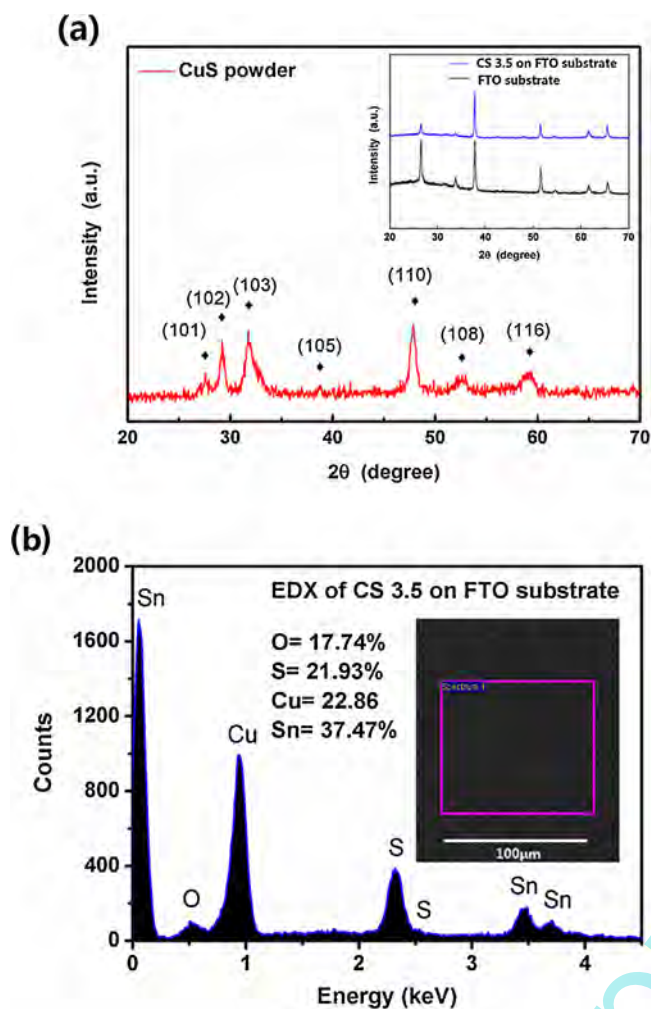 (a)
CuS powder
CS 3.5 on FTO substrate
FTO substrate
Intensity (a.u.)
20 30 40 50 60 70
2θ (degree)
Intensity (a.u.)
(101)
(102)
(103)
(105)
(110)
(108)
(116)
20 30 40 50 60 70
2θ (degree)
(b)
EDX of CS 3.5 on FTO substrate
O= 17.74%
S= 21.93%
Cu= 22.86
Sn= 37.47%
Spectrum 1
100μm
2000
1600
1200
800
400
0
Counts
Sn
O
Cu
S
S
Sn
Sn
0 1 2 3 4
Energy (keV)